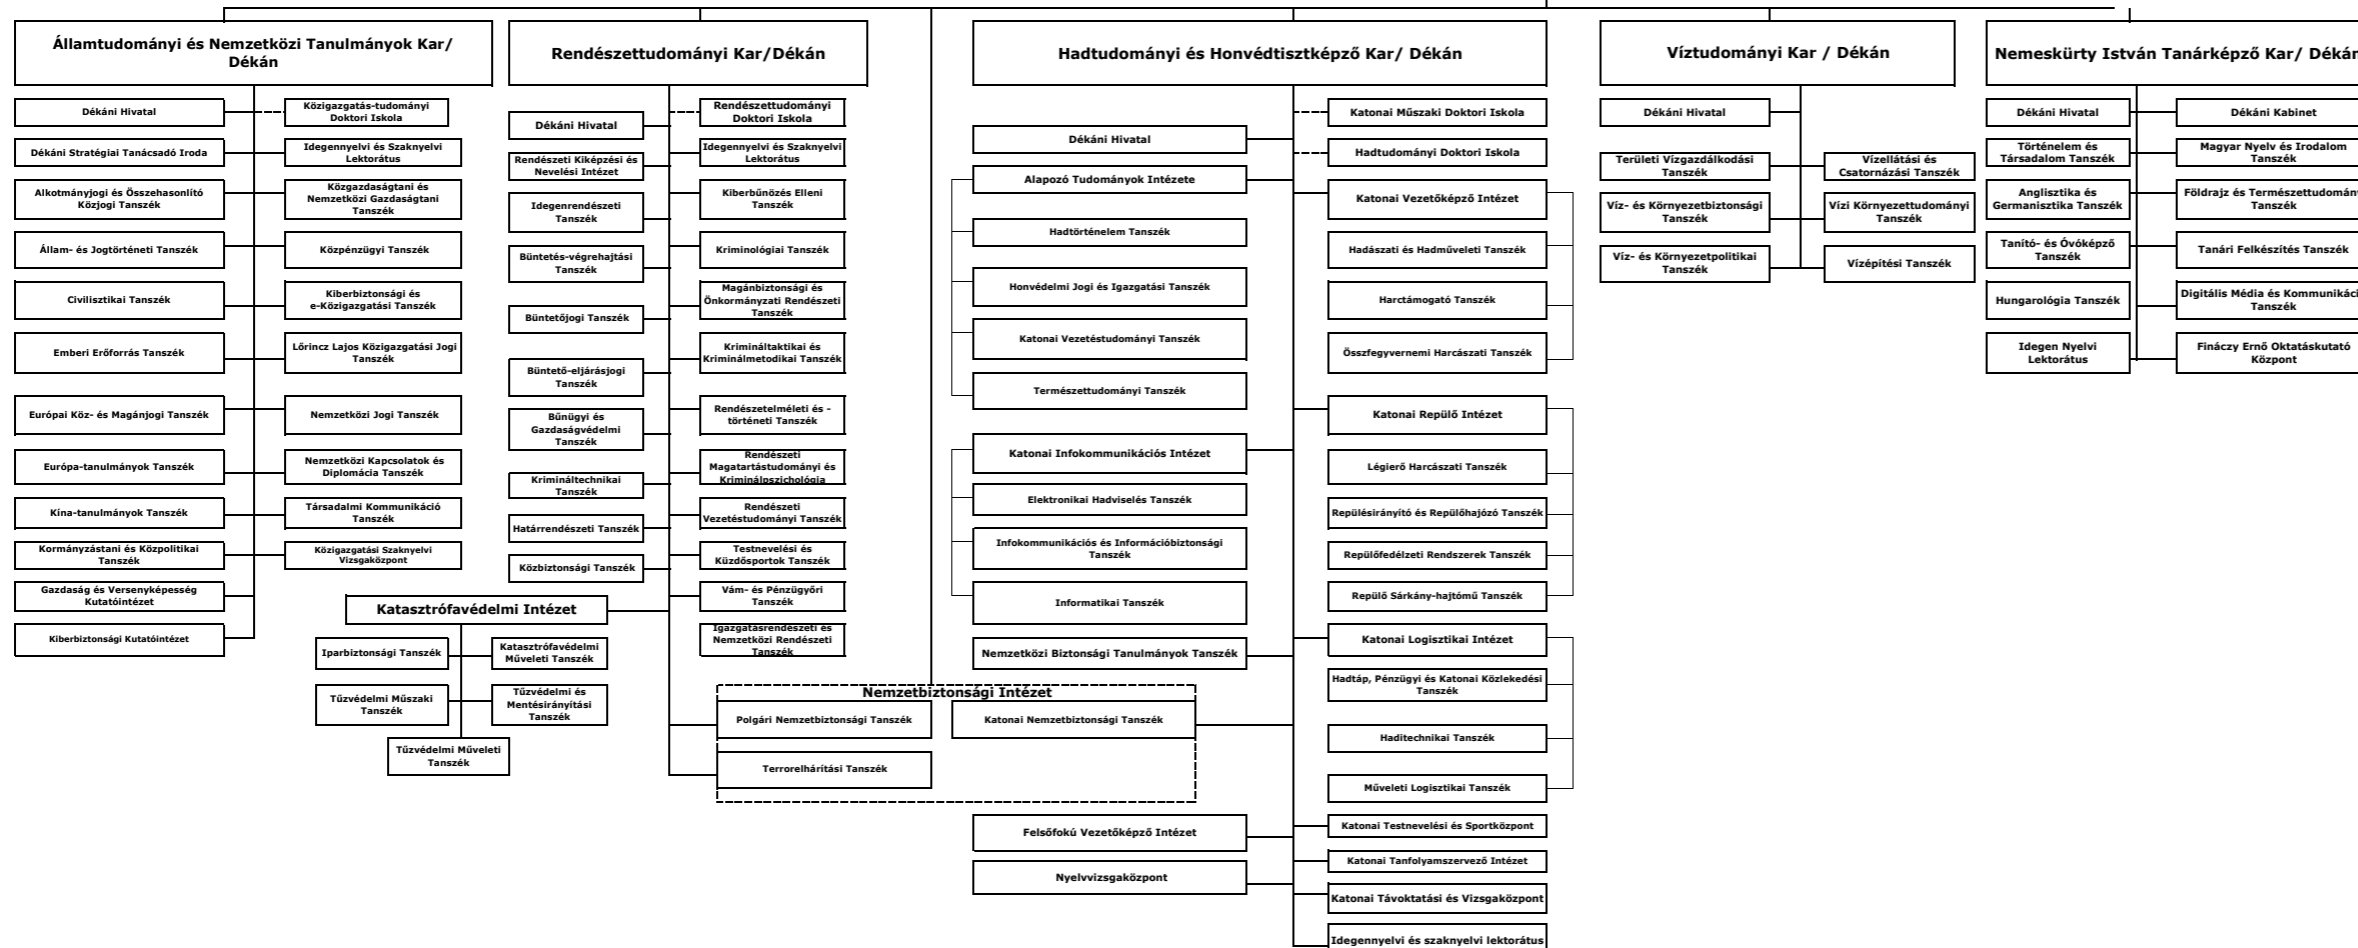 Államtudományi és Nemzetközi Tanulmányok Kar/
Dékán
Dékáni Hivatal
Közigazgatás-tudományi
Doktori Iskola
Dékáni Stratégiai Tanácsadó Iroda
Idegennyelvi és Szaknyelvi
Lektorátus
Alkotmányjogi és Összehasonlító
Közjogi Tanszék
Közgazdaságtani és
Nemzetközi Gazdaságtani
Tanszék
Állam- és Jogtörténeti Tanszék
Közpénzügyi Tanszék
Civilisztikai Tanszék
Kiberbiztonsági és
e-Közigazgatási Tanszék
Emberi Erőforrás Tanszék
Lőrincz Lajos Közigazgatási Jogi
Tanszék
Európai Köz- és Magánjogi Tanszék
Nemzetközi Jogi Tanszék
Európa-tanulmányok Tanszék
Nemzetközi Kapcsolatok és
Diplomácia Tanszék
Kína-tanulmányok Tanszék
Társadalmi Kommunikáció
Tanszék
Kormányzástani és Közpolitikai
Tanszék
Közigazgatási Szaknyelvi
Vizsgaközpont
Gazdaság és Versenyképesség
Kutatóintézet
Kiberbiztonsági Kutatóintézet
Rendészettudományi Kar/Dékán
Dékáni Hivatal
Rendészettudományi
Doktori Iskola
Rendészeti Kiképzési és
Nevelési Intézet
Idegennyelvi és Szaknyelvi
Lektorátus
Idegenrendészeti
Tanszék
Kiberbűnözés Elleni
Tanszék
Büntetés-végrehajtási
Tanszék
Kriminológiai Tanszék
Büntetőjogi Tanszék
Magánbiztonsági és
Önkormányzati Rendészeti
Tanszék
Büntető-eljárásjogi
Tanszék
Krimináltaktikai és
Kriminálmetodikai Tanszék
Bűnügyi és
Gazdaságvédelmi
Tanszék
Rendészetelméleti és -
történeti Tanszék
Krimináltechnikai
Tanszék
Rendészeti
Magatartástudományi és
Kriminálpszichológia
Határrendészeti Tanszék
Rendészeti
Vezetéstudományi Tanszék
Közbiztonsági Tanszék
Testnevelési és
Küzdősportok Tanszék
Vám- és Pénzügyőri
Tanszék
Igazgatásrendészeti és
Nemzetközi Rendészeti
Tanszék
Katasztrófavédelmi Intézet
Iparbiztonsági Tanszék
Katasztrófavédelmi
Műveleti Tanszék
Tűzvédelmi Műszaki
Tanszék
Tűzvédelmi és
Mentésirányítási
Tanszék
Tűzvédelmi Műveleti
Tanszék
Nemzetbiztonsági Intézet
Polgári Nemzetbiztonsági Tanszék
Katonai Nemzetbiztonsági Tanszék
Terrorelhárítási Tanszék
Hadtudományi és Honvédtisztképző Kar/ Dékán
Dékáni Hivatal
Alapozó Tudományok Intézete
Hadtörténelem Tanszék
Honvédelmi Jogi és Igazgatási Tanszék
Katonai Vezetéstudományi Tanszék
Természettudományi Tanszék
Katonai Infokommunikációs Intézet
Elektronikai Hadviselés Tanszék
Infokommunikációs és Információbiztonsági
Tanszék
Informatikai Tanszék
Nemzetközi Biztonsági Tanulmányok Tanszék
Felsőfokú Vezetőképző Intézet
Nyelvvizsgaközpont
Katonai Műszaki Doktori Iskola
Hadtudományi Doktori Iskola
Katonai Vezetőképző Intézet
Hadászati és Hadműveleti Tanszék
Harctámogató Tanszék
Összfegyvernemi Harcászati Tanszék
Katonai Repülő Intézet
Légierő Harcászati Tanszék
Repülésirányító és Repülőhajózó Tanszék
Repülőfedélzeti Rendszerek Tanszék
Repülő Sárkány-hajtómű Tanszék
Katonai Logisztikai Intézet
Hadtáp, Pénzügyi és Katonai Közlekedési
Tanszék
Haditechnikai Tanszék
Műveleti Logisztikai Tanszék
Katonai Testnevelési és Sportközpont
Katonai Tanfolyamszervező Intézet
Katonai Távoktatási és Vizsgaközpont
Idegennyelvi és szaknyelvi lektorátus
Víztudományi Kar / Dékán
Dékáni Hivatal
Területi Vízgazdálkodási
Tanszék
Vízellátási és
Csatornázási Tanszék
Víz- és Környezetbiztonsági
Tanszék
Vízi Környezettudományi
Tanszék
Víz- és Környezetpolitikai
Tanszék
Vízépítési Tanszék
Nemeskürty István Tanárképző Kar/ Dékán
Dékáni Hivatal
Dékáni Kabinet
Történelem és
Társadalom Tanszék
Magyar Nyelv és Irodalom
Tanszék
Anglisztika és
Germanisztika Tanszék
Földrajz és Természettudomány
Tanszék
Tanító- és Óvóképző
Tanszék
Tanári Felkészítés Tanszék
Hungarológia Tanszék
Digitális Média és Kommunikáci
Tanszék
Idegen Nyelvi
Lektorátus
Fináczy Ernő Oktatáskutató
Központ